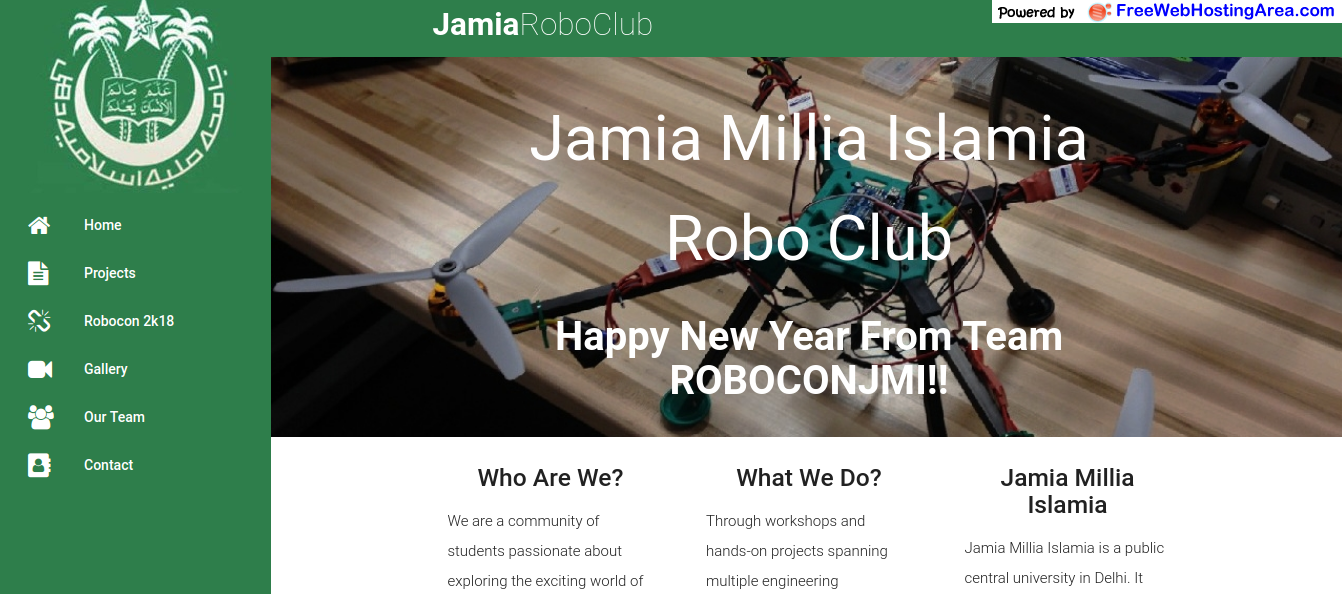 JamiaRoboClub
Powered by FreeWebHostingArea.com
عَلَّمَ مَالَمْ
الإنْسَانَ يَعْلَمْ
Home
Projects
Robocon 2k18
Gallery
Our Team
Contact
Jamia Millia Islamia
Robo Club
Happy New Year From Team
ROBOCONJMI!!
Who Are We?
We are a community of
students passionate about
exploring the exciting world of
What We Do?
Through workshops and
hands-on projects spanning
multiple engineering
Jamia Millia
Islamia
Jamia Millia Islamia is a public
central university in Delhi. It